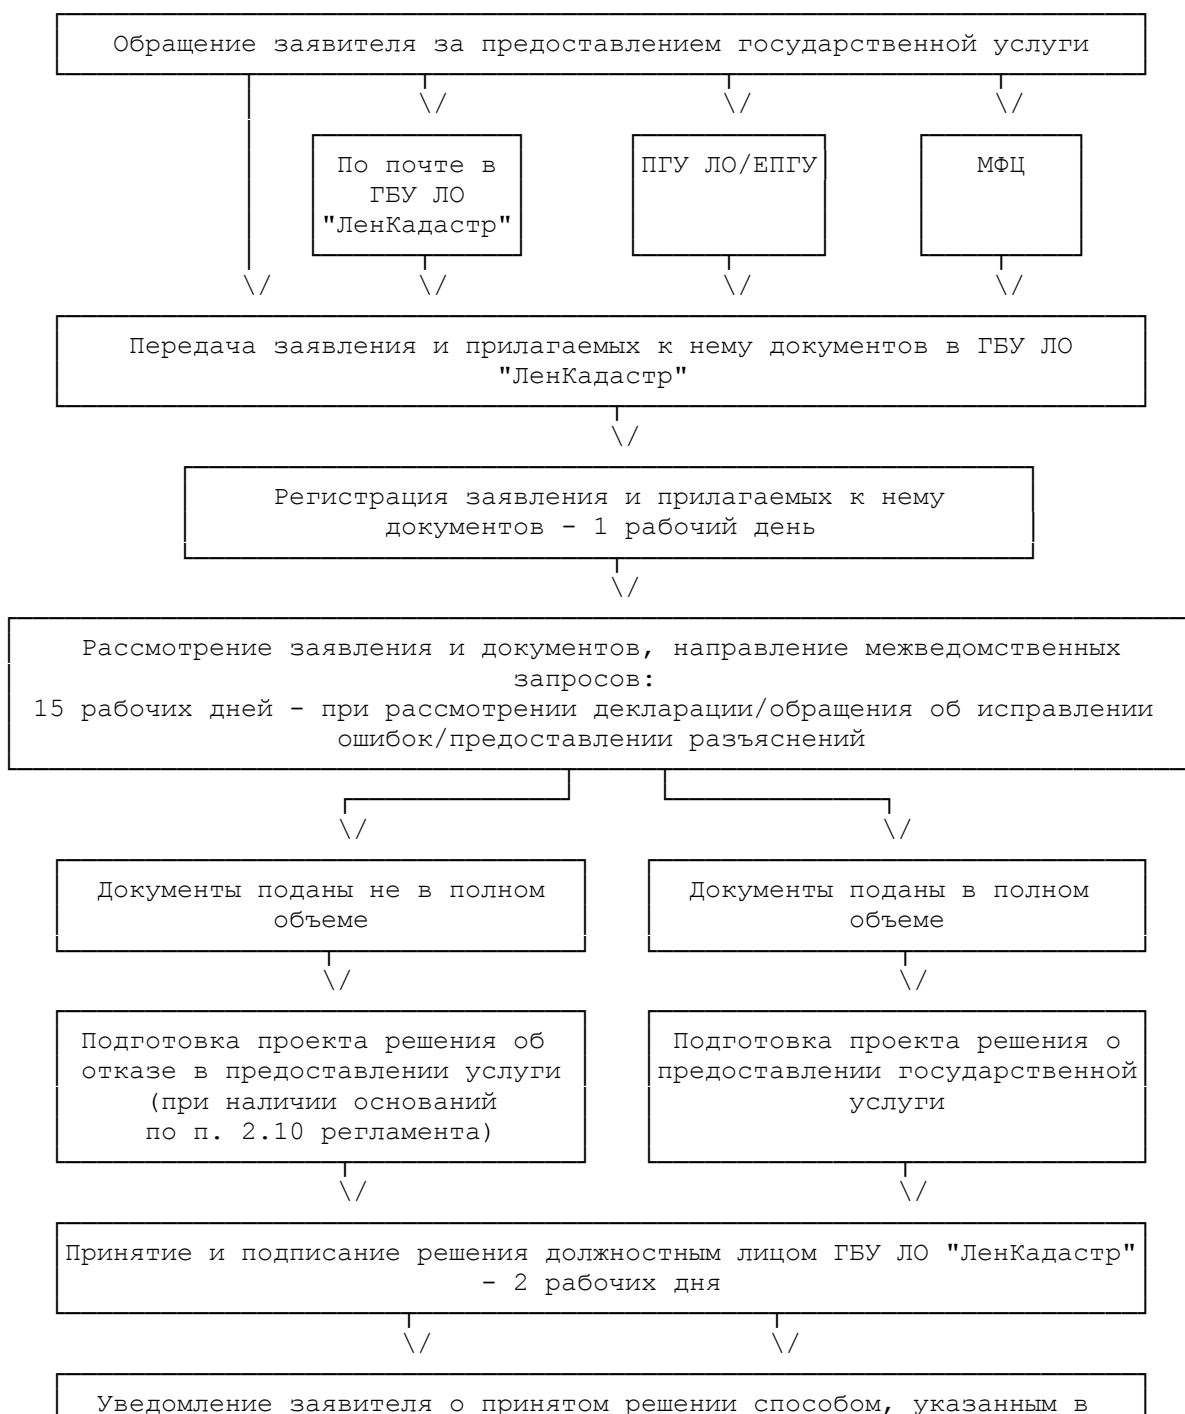 Обращение заявителя за предоставлением государственной услуги
По почте в
ГБУ ЛО
"ЛенКадастр"
ПГУ ЛО/ЕПГУ
МФЦ
Передача заявления и прилагаемых к нему документов в ГБУ ЛО
"ЛенКадастр"
Регистрация заявления и прилагаемых к нему
документов - 1 рабочий день
Рассмотрение заявления и документов, направление межведомственных
запросов:
15 рабочих дней - при рассмотрении декларации/обращения об исправлении
ошибок/предоставлении разъяснений
Документы поданы не в полном
объеме
Документы поданы в полном
объеме
Подготовка проекта решения об
отказе в предоставлении услуги
(при наличии оснований
по п. 2.10 регламента)
Подготовка проекта решения о
предоставлении государственной
услуги
Принятие и подписание решения должностным лицом ГБУ ЛО "ЛенКадастр"
- 2 рабочих дня
Уведомление заявителя о принятом решении способом, указанным в